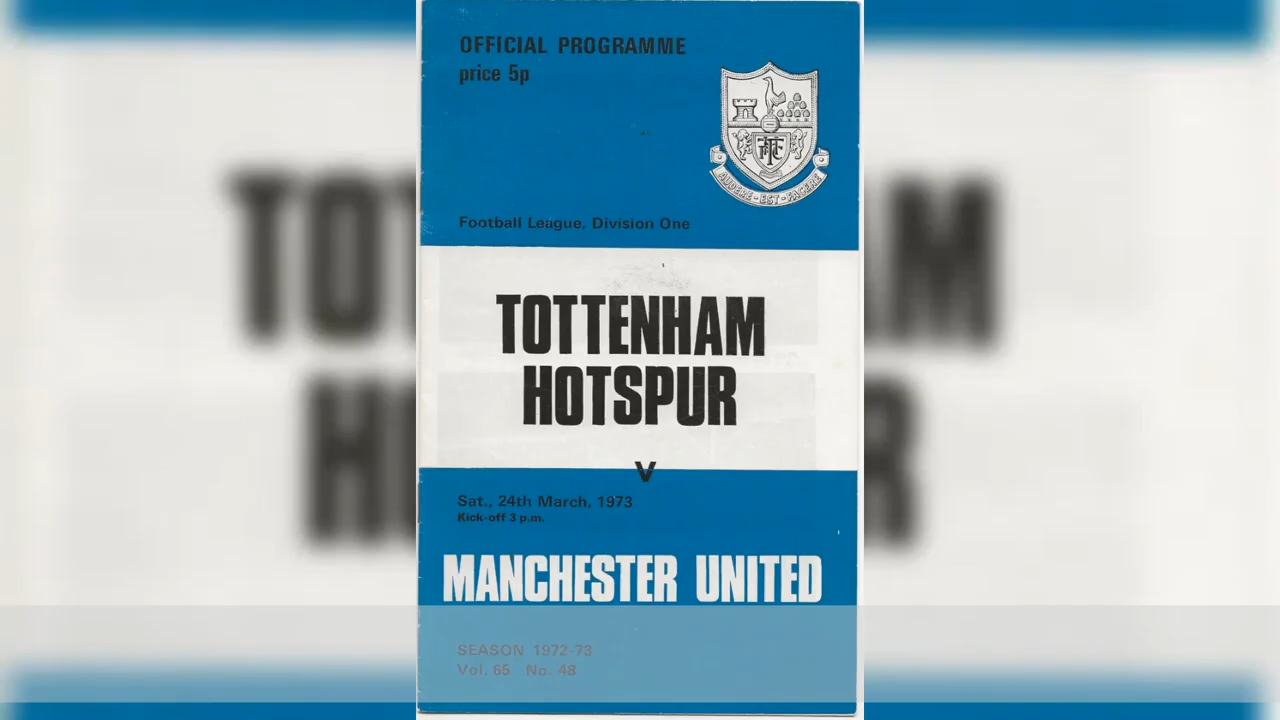 OFFICIAL PROGRAMME
price 5p
AUDERE-EST-FACERE
Football League, Division One
TOTTENHAM
HOTSPUR
V
Sat., 24th March, 1973
Kick-off 3 p.m.
MANCHESTER UNITED
SEASON 1972-73
Vol. 65 No. 48